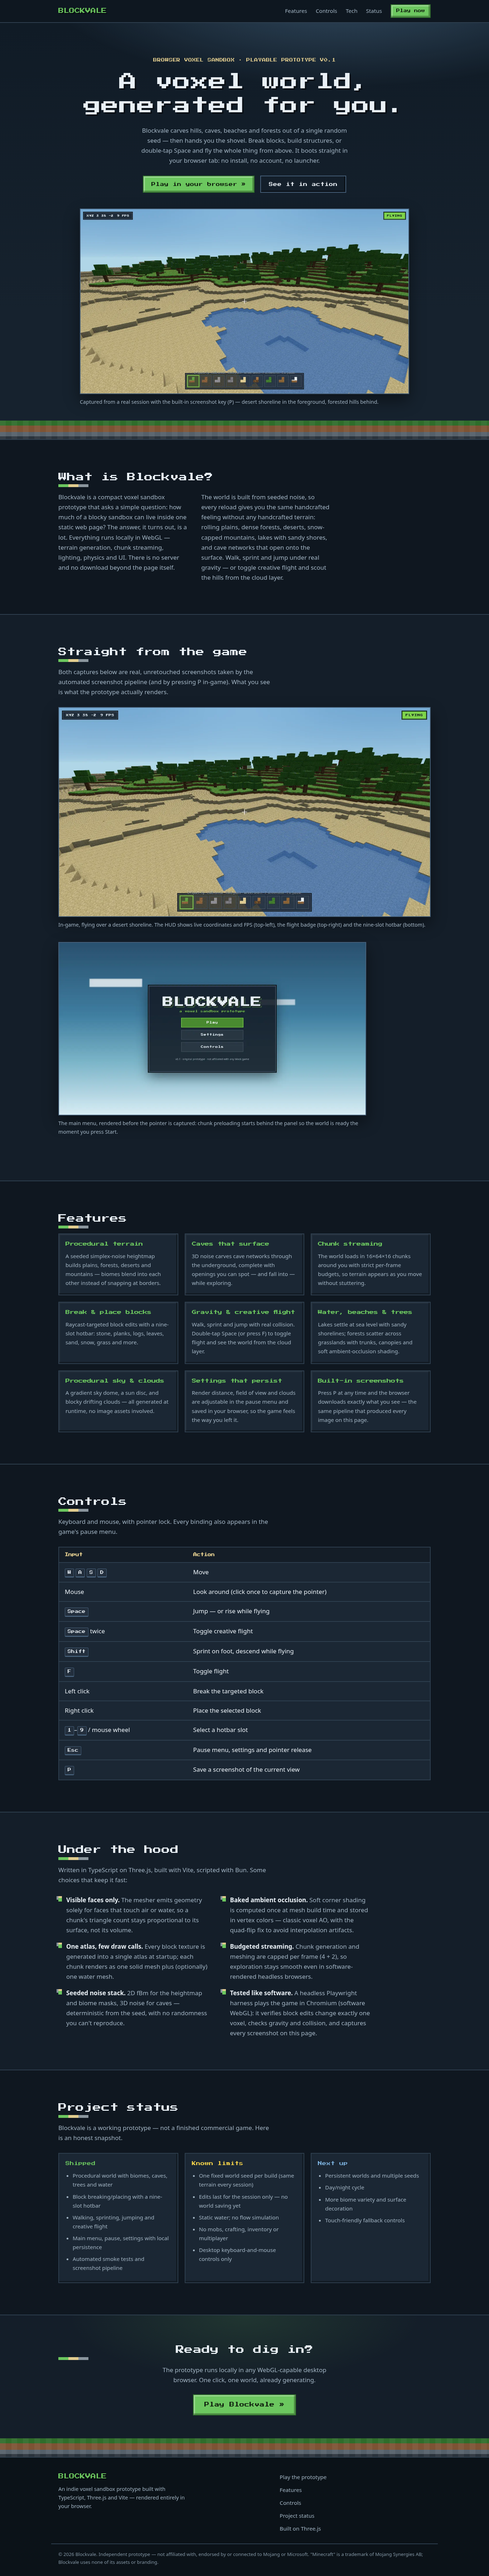 BLOCKVALE
Features Controls Tech Status Play now
BROWSER VOXEL SANDBOX · PLAYABLE PROTOTYPE V0.1
A voxel world,
generated for you.
Blockvale carves hills, caves, beaches and forests out of a single random
seed — then hands you the shovel. Break blocks, build structures, or
double-tap Space and fly the whole thing from above. It boots straight in
your browser tab: no install, no account, no launcher.
Play in your browser » See it in action
FLYING
Captured from a real session with the built-in screenshot key (P) — desert shoreline in the foreground, forested hills behind.
What is Blockvale?
Blockvale is a compact voxel sandbox
prototype that asks a simple question: how
much of a blocky sandbox can live inside one
static web page? The answer, it turns out, is a
lot. Everything runs locally in WebGL —
terrain generation, chunk streaming,
lighting, physics and UI. There is no server
and no download beyond the page itself.
The world is built from seeded noise, so
every reload gives you the same handcrafted
feeling without any handcrafted terrain:
rolling plains, dense forests, deserts, snow-
capped mountains, lakes with sandy shores,
and cave networks that open onto the
surface. Walk, sprint and jump under real
gravity — or toggle creative flight and scout
the hills from the cloud layer.
Straight from the game
Both captures below are real, unretouched screenshots taken by the
automated screenshot pipeline (and by pressing P in-game). What you see
is what the prototype actually renders.
FLYING
In-game, flying over a desert shoreline. The HUD shows live coordinates and FPS (top-left), the flight badge (top-right) and the nine-slot hotbar (bottom).
BLOCKVALE
a voxel sandbox prototype
Play
Settings
Controls
The main menu, rendered before the pointer is captured: chunk preloading starts behind the panel so the world is ready the
moment you press Start.
Features
Procedural terrain
A seeded simplex-noise heightmap
builds plains, forests, deserts and
mountains — biomes blend into each
other instead of snapping at borders.
Caves that surface
3D noise carves cave networks through
the underground, complete with
openings you can spot — and fall into —
while exploring.
Chunk streaming
The world loads in 16×64×16 chunks
around you with strict per-frame
budgets, so terrain appears as you move
without stuttering.
Break & place blocks
Raycast-targeted block edits with a nine-
slot hotbar: stone, planks, logs, leaves,
sand, snow, grass and more.
Gravity & creative flight
Walk, sprint and jump with real collision.
Double-tap Space (or press F) to toggle
flight and see the world from the cloud
layer.
Water, beaches & trees
Lakes settle at sea level with sandy
shorelines; forests scatter across
grasslands with trunks, canopies and
soft ambient-occlusion shading.
Procedural sky & clouds
A gradient sky dome, a sun disc, and
blocky drifting clouds — all generated at
runtime, no image assets involved.
Settings that persist
Render distance, field of view and clouds
are adjustable in the pause menu and
saved in your browser, so the game feels
the way you left it.
Built-in screenshots
Press P at any time and the browser
downloads exactly what you see — the
same pipeline that produced every
image on this page.
Controls
Keyboard and mouse, with pointer lock. Every binding also appears in the
game's pause menu.
Input Action
W A S D Move
Mouse Look around (click once to capture the pointer)
Space Jump — or rise while flying
Space twice Toggle creative flight
Shift Sprint on foot, descend while flying
F Toggle flight
Left click Break the targeted block
Right click Place the selected block
1–9 / mouse wheel Select a hotbar slot
Esc Pause menu, settings and pointer release
P Save a screenshot of the current view
Under the hood
Written in TypeScript on Three.js, built with Vite, scripted with Bun. Some
choices that keep it fast:
Visible faces only. The mesher emits geometry
solely for faces that touch air or water, so a
chunk's triangle count stays proportional to its
surface, not its volume.
Baked ambient occlusion. Soft corner shading
is computed once at mesh build time and stored
in vertex colors — classic voxel AO, with the
quad-flip fix to avoid interpolation artifacts.
One atlas, few draw calls. Every block texture is
generated into a single atlas at startup; each
chunk renders as one solid mesh plus (optionally)
one water mesh.
Budgeted streaming. Chunk generation and
meshing are capped per frame (4 + 2), so
exploration stays smooth even in software-
rendered headless browsers.
Seeded noise stack. 2D fBm for the heightmap
and biome masks, 3D noise for caves —
deterministic from the seed, with no randomness
you can't reproduce.
Tested like software. A headless Playwright
harness plays the game in Chromium (software
WebGL): it verifies block edits change exactly one
voxel, checks gravity and collision, and captures
every screenshot on this page.
Project status
Blockvale is a working prototype — not a finished commercial game. Here
is an honest snapshot.
Shipped
Procedural world with biomes, caves,
trees and water
Block breaking/placing with a nine-
slot hotbar
Walking, sprinting, jumping and
creative flight
Main menu, pause, settings with local
persistence
Automated smoke tests and
screenshot pipeline
Known limits
One fixed world seed per build (same
terrain every session)
Edits last for the session only — no
world saving yet
Static water; no flow simulation
No mobs, crafting, inventory or
multiplayer
Desktop keyboard-and-mouse
controls only
Next up
Persistent worlds and multiple seeds
Day/night cycle
More biome variety and surface
decoration
Touch-friendly fallback controls
Ready to dig in?
The prototype runs locally in any WebGL-capable desktop
browser. One click, one world, already generating.
Play Blockvale »
BLOCKVALE
An indie voxel sandbox prototype built with
TypeScript, Three.js and Vite — rendered entirely in
your browser.
Play the prototype
Features
Controls
Project status
Built on Three.js
© 2026 Blockvale. Independent prototype — not affiliated with, endorsed by or connected to Mojang or Microsoft. "Minecraft" is a trademark of Mojang Synergies AB;
Blockvale uses none of its assets or branding.